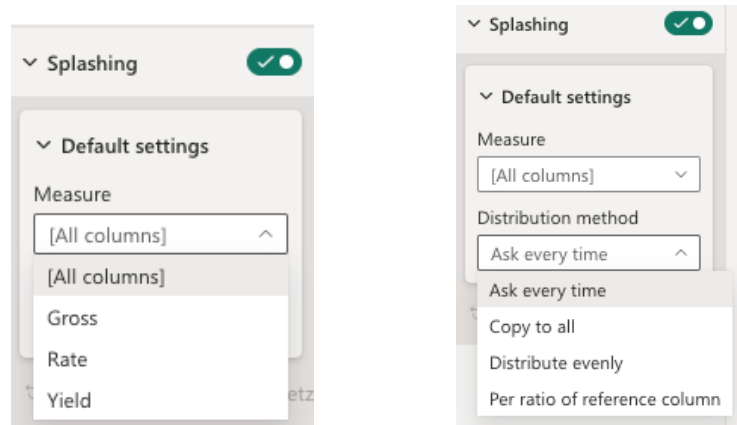 Splashing
Default settings
Measure
[All columns]
[All columns]
Gross
Rate
Yield
etz
Splashing
Default settings
Measure
[All columns]
Distribution method
Ask every time
Ask every time
Copy to all
Distribute evenly
Per ratio of reference column